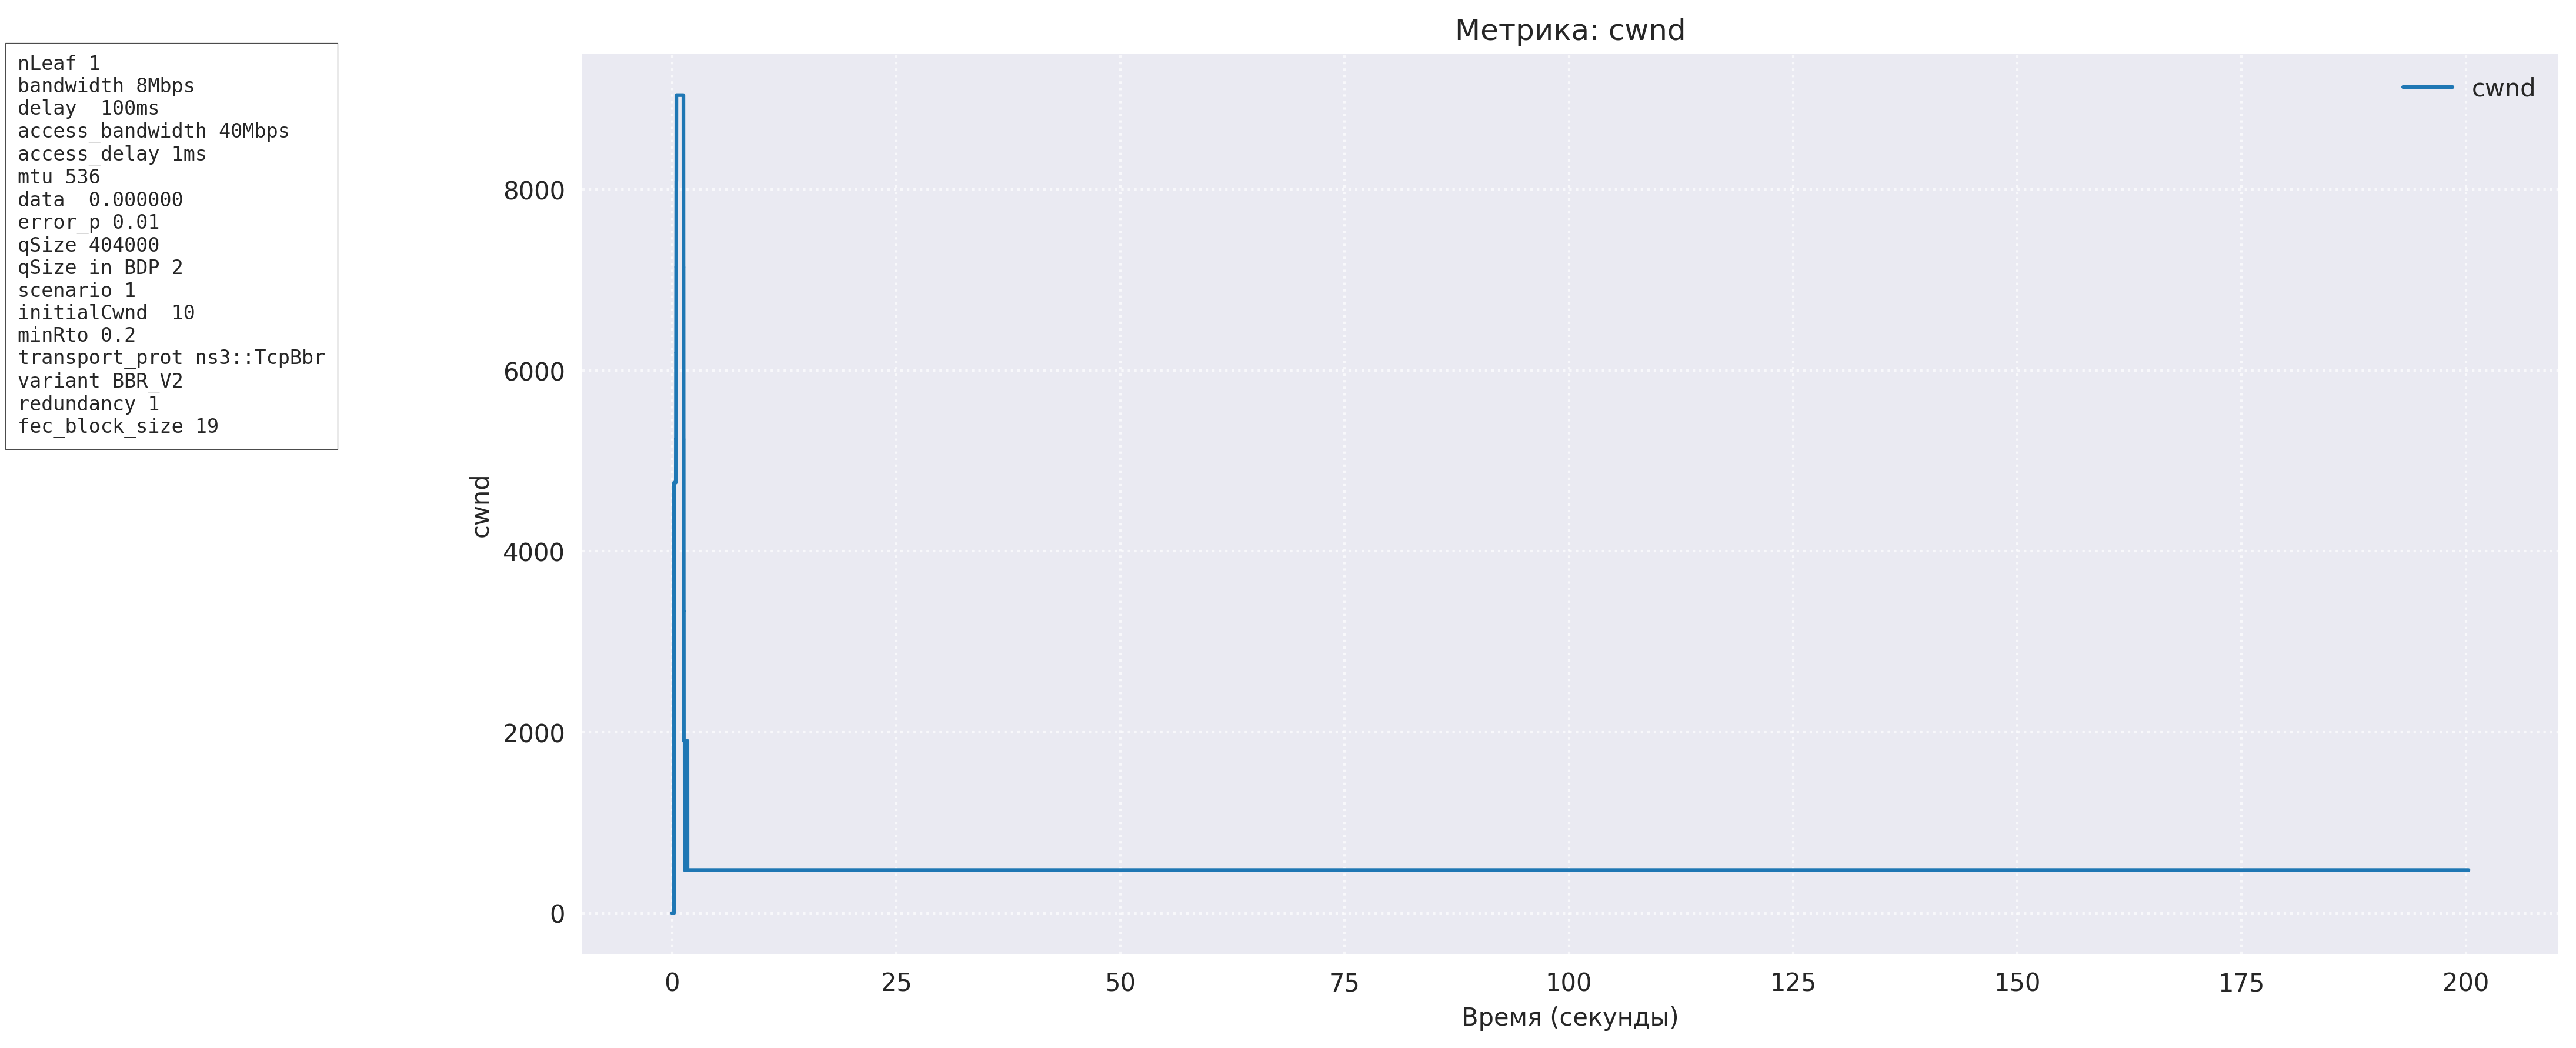 Метрика: cwnd
nLeaf 1
bandwidth 8Mbps
delay  100ms
access_bandwidth 40Mbps
access_delay 1ms
mtu 536
data  0.000000
error_p 0.01
qSize 404000
qSize in BDP 2
scenario 1
initialCwnd  10
minRto 0.2
transport_prot ns3::TcpBbr
variant BBR_V2
redundancy 1
fec_block_size 19
cwnd
cwnd
8000
6000
4000
2000
0
0 25 50 75 100 125 150 175 200
Время (секунды)